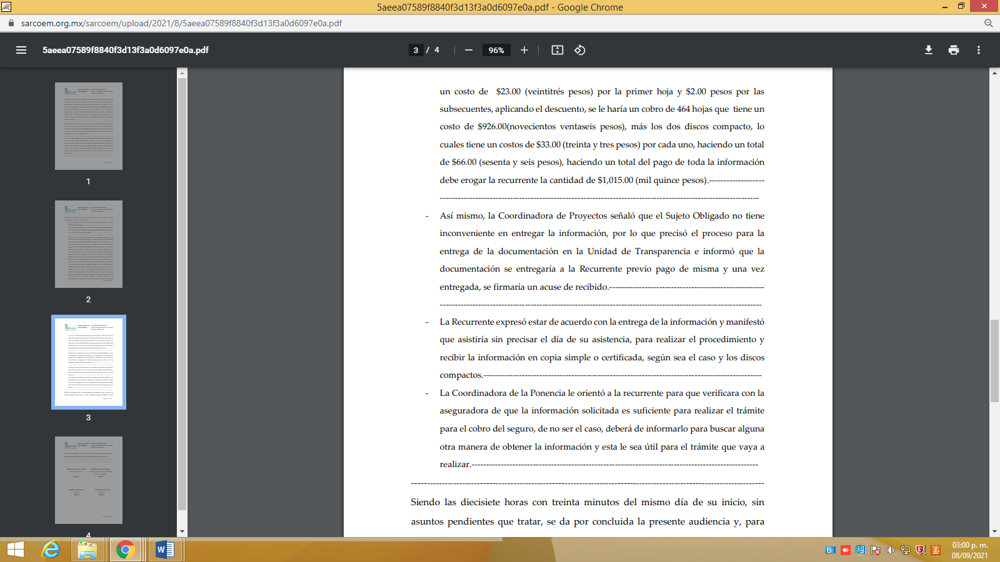 5aeea07589f8840f3d13f3a0d6097e0a.pdf - Google Chrome
sarcoem.org.mx/sarcoem/upload/2021/8/5aeea07589f8840f3d13f3a0d6097e0a.pdf
5aeea07589f8840f3d13f3a0d6097e0a.pdf
3 / 4
96%
1
2
3
4
un costo de $23.00 (veintitrés pesos) por la primer hoja y $2.00 pesos por las
subsecuentes, aplicando el descuento, se le haría un cobro de 464 hojas que tiene un
costo de $926.00(novecientos ventaseis pesos), más los dos discos compacto, lo
cuales tiene un costos de $33.00 (treinta y tres pesos) por cada uno, haciendo un total
de $66.00 (sesenta y seis pesos), haciendo un total del pago de toda la información
debe erogar la recurrente la cantidad de $1,015.00 (mil quince pesos).-------------------
--------------------------------------------------------------------------------------------------------------
- Así mismo, la Coordinadora de Proyectos señaló que el Sujeto Obligado no tiene
inconveniente en entregar la información, por lo que precisó el proceso para la
entrega de la documentación en la Unidad de Transparencia e informó que la
documentación se entregaría a la Recurrente previo pago de misma y una vez
entregada, se firmaría un acuse de recibido.-----------------------------------------------------
---------------------------------------------------------------------------------------------------------------
- La Recurrente expresó estar de acuerdo con la entrega de la información y manifestó
que asistiría sin precisar el día de su asistencia, para realizar el procedimiento y
recibir la información en copia simple o certificada, según sea el caso y los discos
compactos.------------------------------------------------------------------------------------------------
- La Coordinadora de la Ponencia le orientó a la recurrente para que verificara con la
aseguradora de que la información solicitada es suficiente para realizar el trámite
para el cobro del seguro, de no ser el caso, deberá de informarlo para buscar alguna
otra manera de obtener la información y esta le sea útil para el trámite que vaya a
realizar.---------------------------------------------------------------------------------------------------
----------------------------------------------------------------------------------------------------------------
Siendo las diecisiete horas con treinta minutos del mismo día de su inicio, sin
asuntos pendientes que tratar, se da por concluida la presente audiencia y, para
03:00 p. m.
08/09/2021